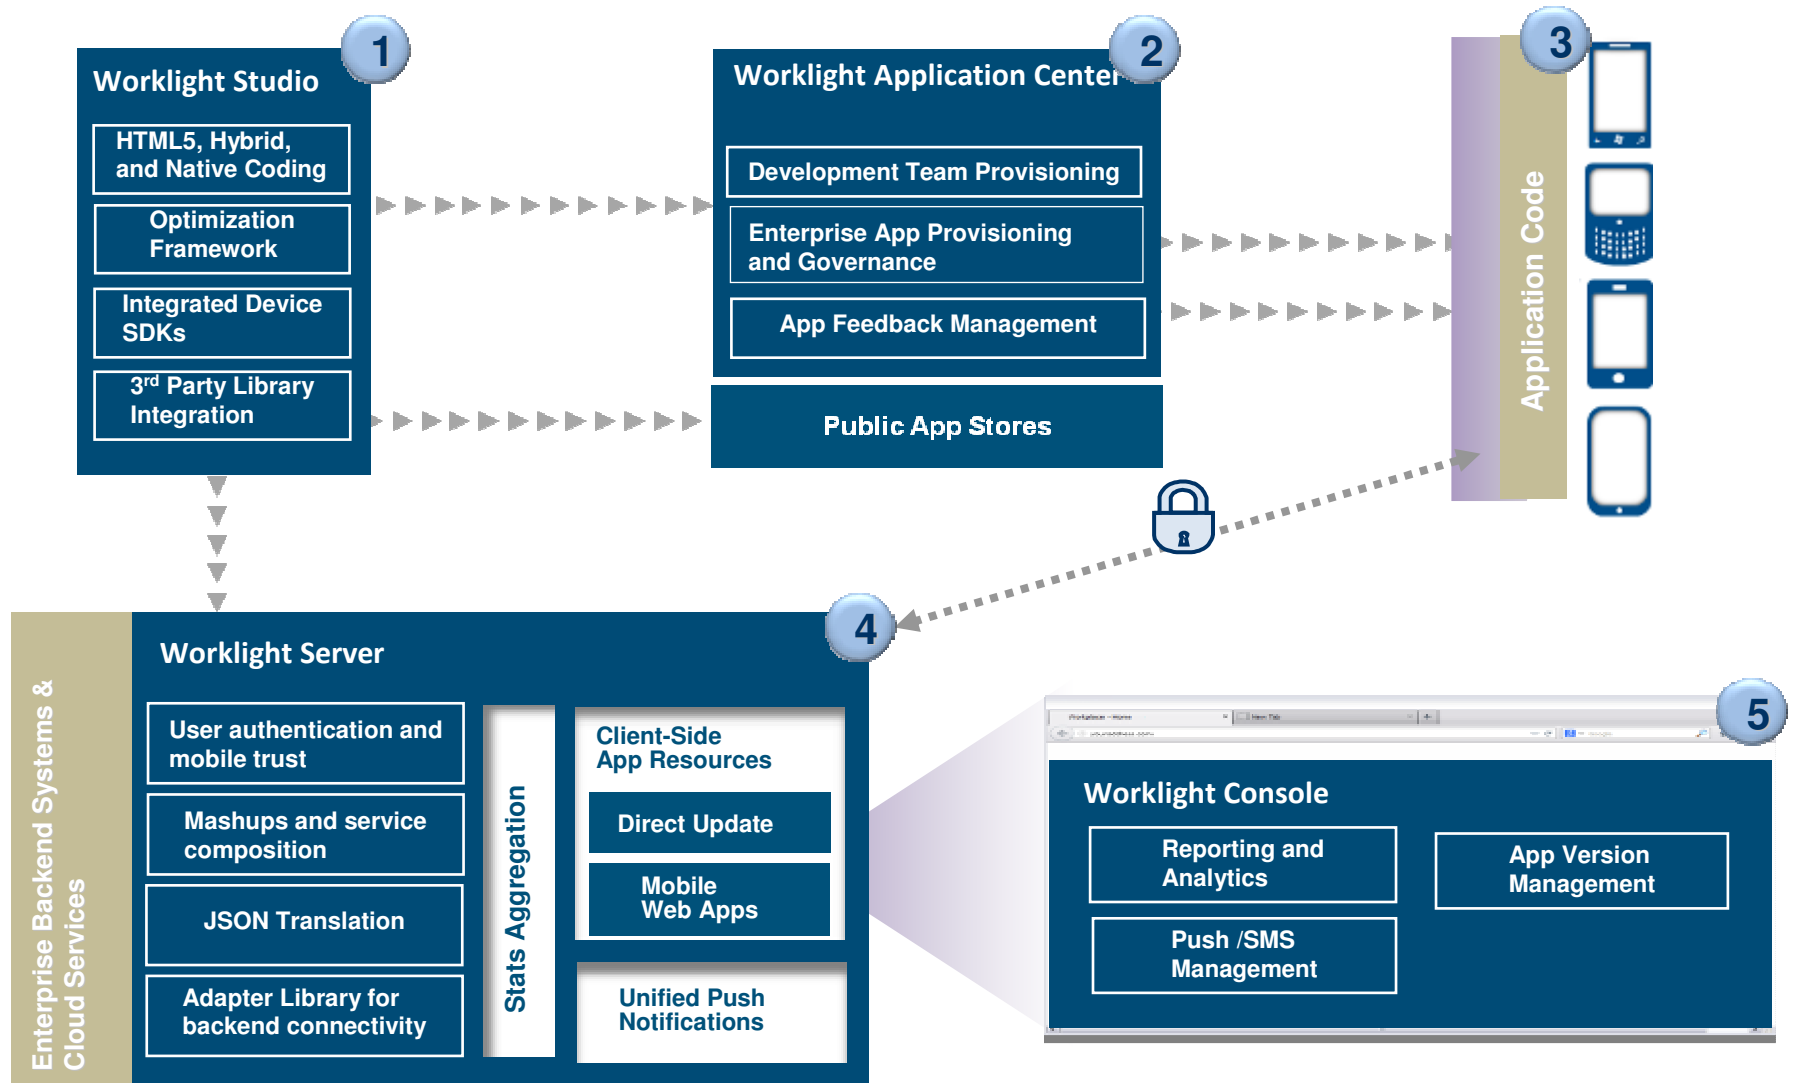 1
Worklight Studio
HTML5, Hybrid,
and Native Coding
Optimization
Framework
Integrated Device
SDKs
3rd Party Library
Integration
2
Worklight Application Center
Development Team Provisioning
Enterprise App Provisioning
and Governance
App Feedback Management
Public App Stores
3
Application Code
4
Worklight Server
Enterprise Backend Systems &
Cloud Services
User authentication and
mobile trust
Mashups and service
composition
JSON Translation
Adapter Library for
backend connectivity
Stats Aggregation
Client-Side
App Resources
Direct Update
Mobile
Web Apps
Unified Push
Notifications
5
New Tab
Worklight Console
Reporting and
Analytics
App Version
Management
Push /SMS
Management